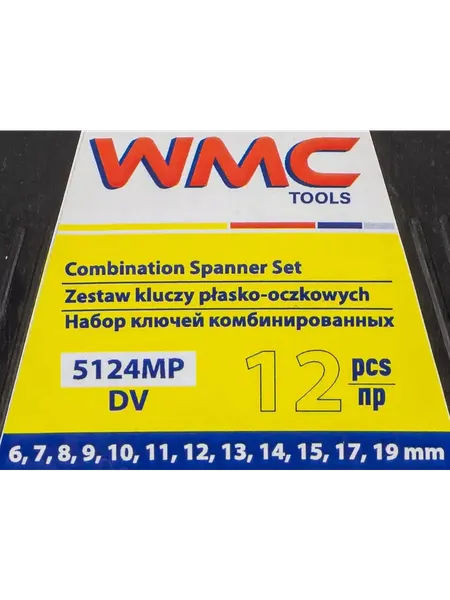 WMC
TOOLS
Combination Spanner Set
Zestaw kluczy płasko-oczkowych
Набор ключей комбинированных
5124MP
DV
12 pcs
пр
6, 7, 8, 9, 10, 11, 12, 13, 14, 15, 17, 19 mm